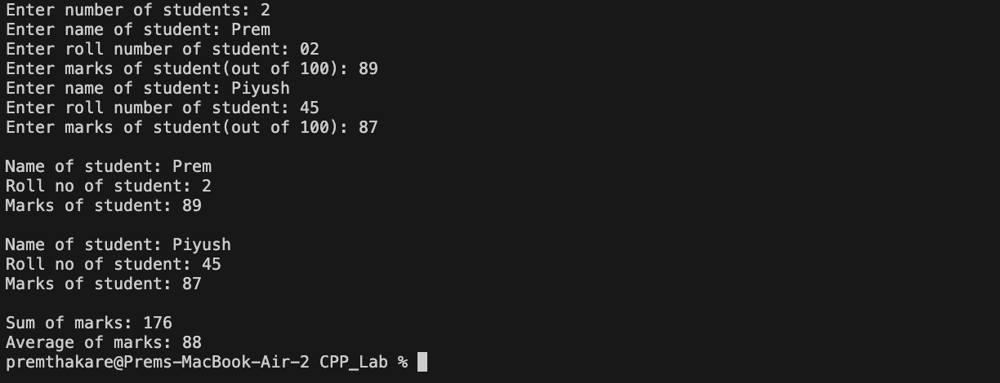 Enter number of students: 2
Enter name of student: Prem
Enter roll number of student: 02
Enter marks of student(out of 100): 89
Enter name of student: Piyush
Enter roll number of student: 45
Enter marks of student(out of 100): 87
Name of student: Prem
Roll no of student: 2
Marks of student: 89
Name of student: Piyush
Roll no of student: 45
Marks of student: 87
Sum of marks: 176
Average of marks: 88
premthakare@Prems-MacBook-Air-2 CPP_Lab %